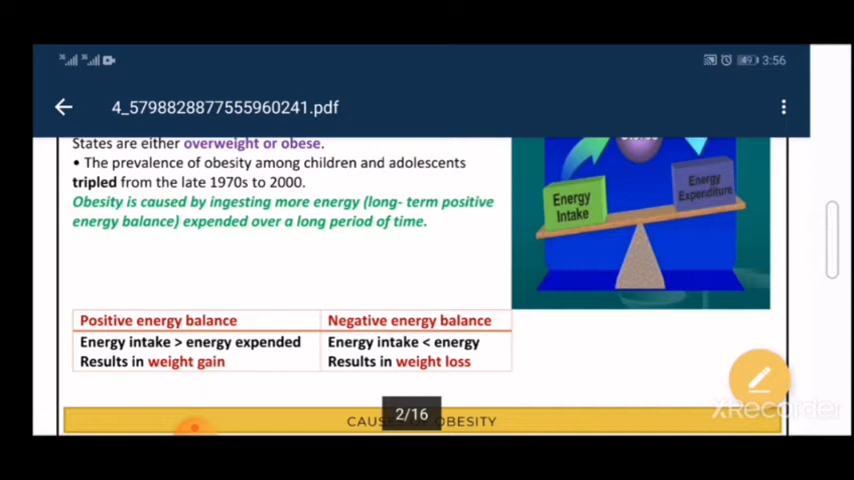 3:56
4_5798828877555960241.pdf
States are either overweight or obese.
• The prevalence of obesity among children and adolescents
tripled from the late 1970s to 2000.
Obesity is caused by ingesting more energy (long- term positive
energy balance) expended over a long period of time.
Energy
Intake
Energy
Expenditure
Positive energy balance Negative energy balance
Energy intake > energy expended Energy intake < energy
Results in weight gain Results in weight loss
2/16
OBESITY
XRecorder